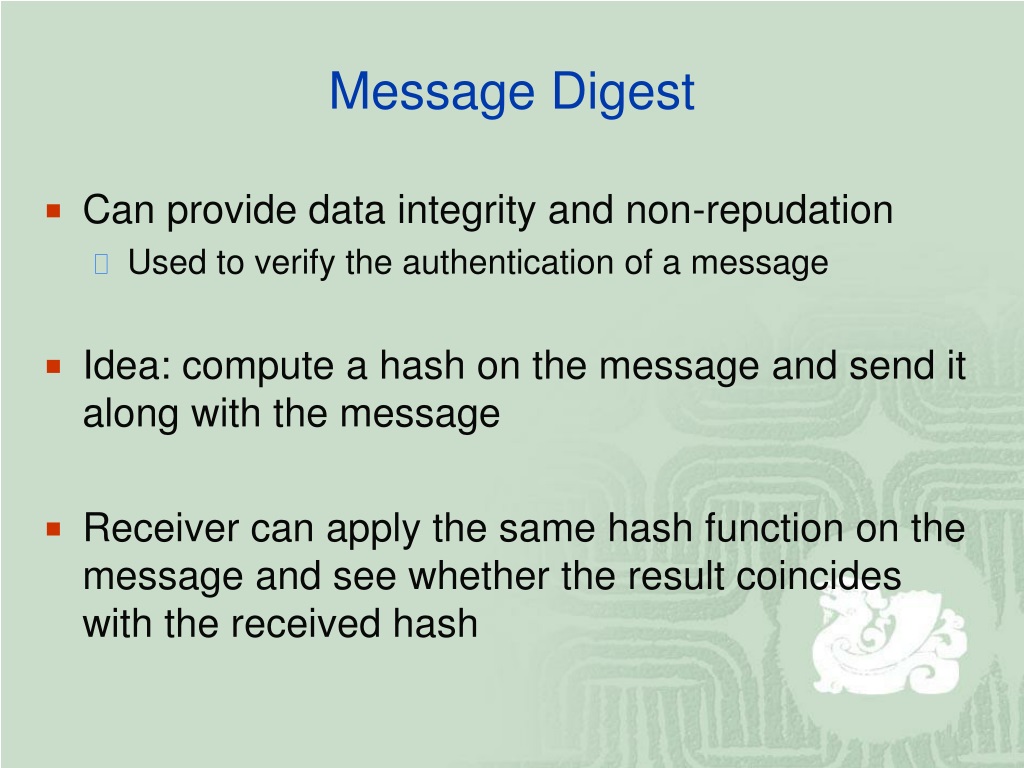 Message Digest
Can provide data integrity and non-repudation
Used to verify the authentication of a message
Idea: compute a hash on the message and send it
along with the message
Receiver can apply the same hash function on the
message and see whether the result coincides
with the received hash